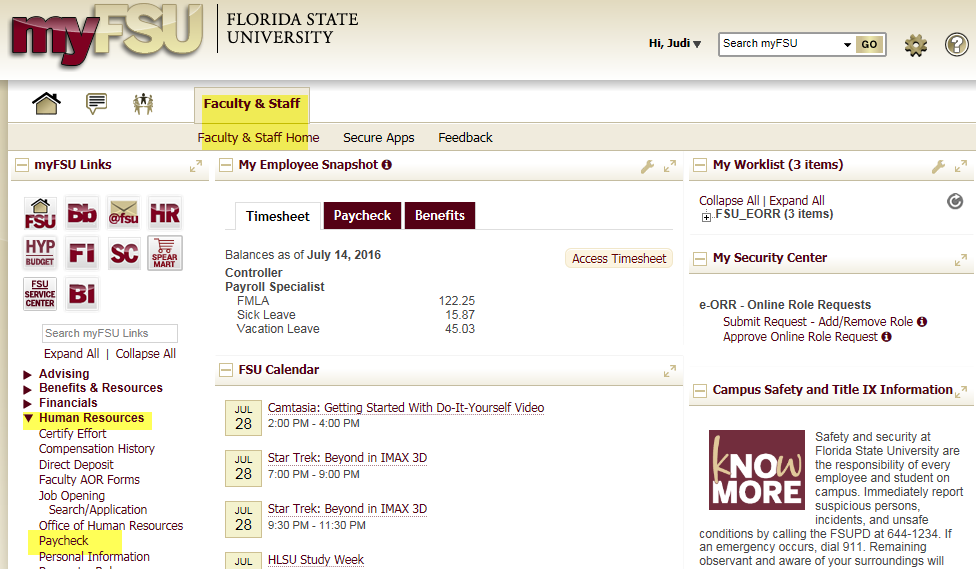 myFSU
FLORIDA STATE
UNIVERSITY
Hi, Judi
Search myFSU
GO
?
Faculty & Staff
Faculty & Staff Home
Secure Apps
Feedback
myFSU Links
FSU
Bb
@fsu
HR
HYP
BUDGET
FI
SC
SPEAR
MART
FSU
SERVICE
CENTER
BI
Search myFSU Links
Expand All | Collapse All
Advising
Benefits & Resources
Financials
Human Resources
Certify Effort
Compensation History
Direct Deposit
Faculty AOR Forms
Job Opening
Search/Application
Office of Human Resources
Paycheck
Personal Information
My Employee Snapshot
Timesheet
Paycheck
Benefits
Balances as of July 14, 2016
Access Timesheet
Controller
Payroll Specialist
FMLA 122.25
Sick Leave 15.87
Vacation Leave 45.03
FSU Calendar
JUL
28
Camtasia: Getting Started With Do-It-Yourself Video
2:00 PM - 4:00 PM
JUL
28
Star Trek: Beyond in IMAX 3D
7:00 PM - 9:00 PM
JUL
28
Star Trek: Beyond in IMAX 3D
9:30 PM - 11:30 PM
JUL
HLSU Study Week
My Worklist (3 items)
Collapse All | Expand All
FSU_EORR (3 items)
My Security Center
e-ORR - Online Role Requests
Submit Request - Add/Remove Role
Approve Online Role Request
Campus Safety and Title IX Information
kNOw
MORE
Safety and security at
Florida State University are
the responsibility of every
employee and student on
campus. Immediately report
suspicious persons,
incidents, and unsafe
conditions by calling the FSUPD at 644-1234. If
an emergency occurs, dial 911. Remaining
observant and aware of your surroundings will